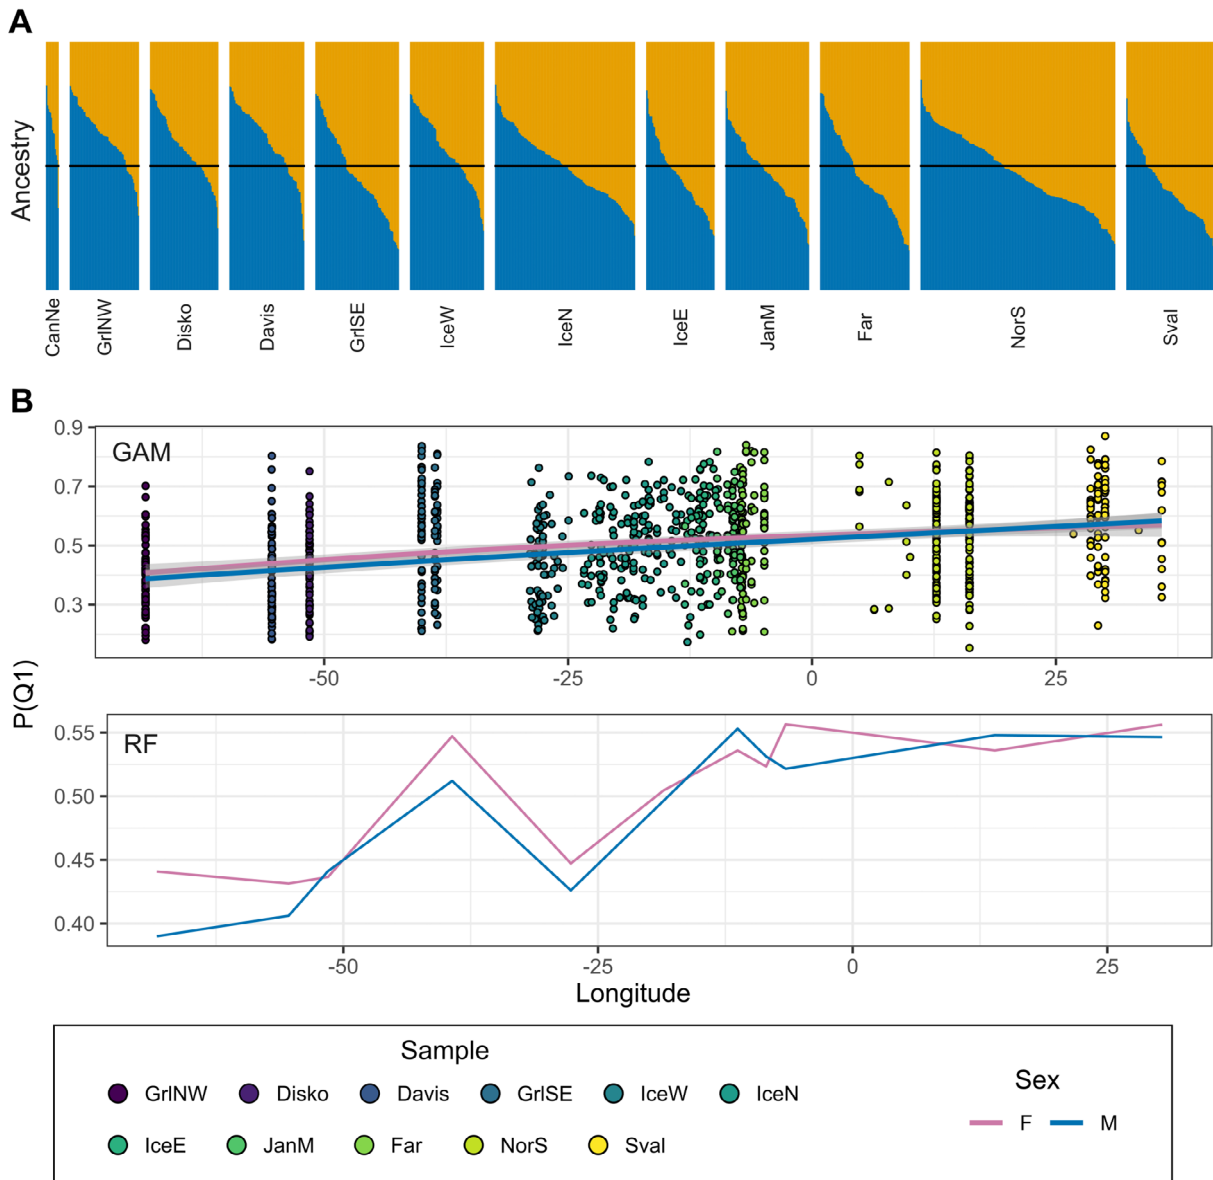 A
Ancestry
CanNe GrlNW Disko Davis GrlSE IceW IceN IceE JanM Far NorS Sval
B
P(Q1)
GAM
0.9
0.7
0.5
0.3
-50 -25 0 25
RF
0.55
0.50
0.45
0.40
-50 -25 0 25
Longitude
Sample
GrlNW Disko Davis GrlSE IceW IceN
IceE JanM Far NorS Sval
Sex
F M